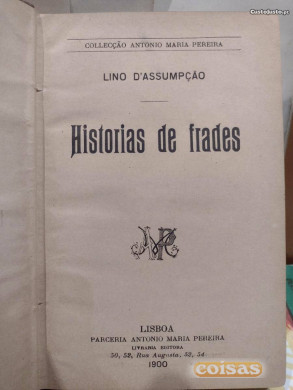 COLLECÇÃO ANTONIO MARIA PEREIRA
LINO D'ASSUMPÇÃO
Historias de frades
LISBOA
PARCERIA ANTONIO MARIA PEREIRA
LIVRARIA EDITORA
50, 52, Rua Augusta, 52, 54
1900
coisas